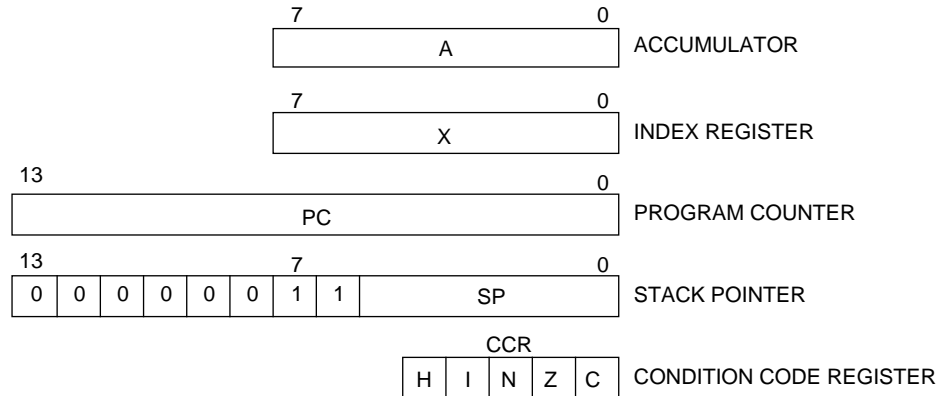 7 0
A ACCUMULATOR
7 0
X INDEX REGISTER
13 0
PC PROGRAM COUNTER
13 7 0
0 0 0 0 0 0 1 1 SP STACK POINTER
CCR
H I N Z C CONDITION CODE REGISTER